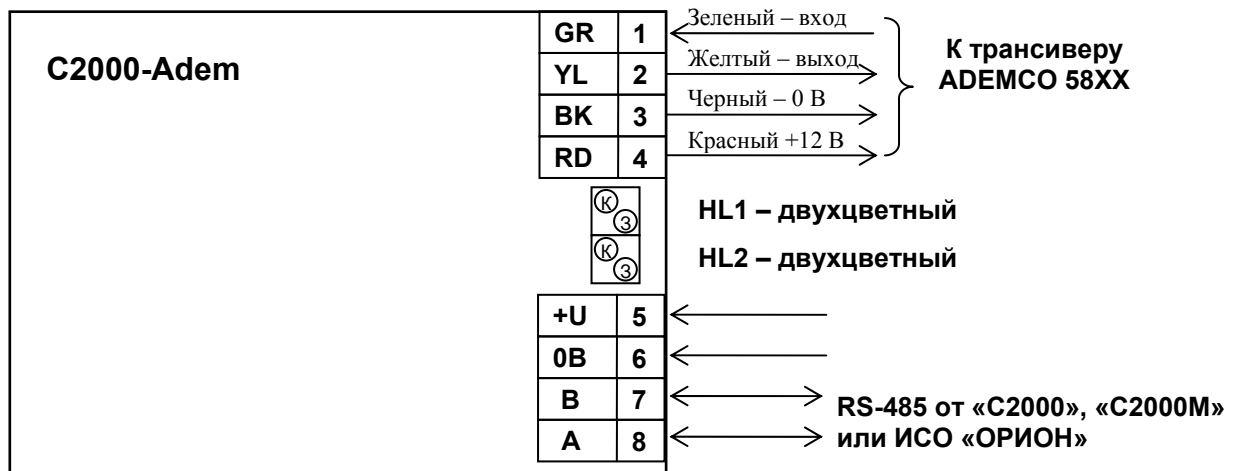 C2000-Adem
GR 1 Зеленый – вход
YL 2 Желтый – выход
BK 3 Черный – 0 В
RD 4 Красный +12 В
К трансиверу
ADEMCO 58XX
К
З
HL1 – двухцветный
К
З
HL2 – двухцветный
+U 5
0В 6
B 7
A 8
RS-485 от «С2000», «С2000М»
или ИСО «ОРИОН»